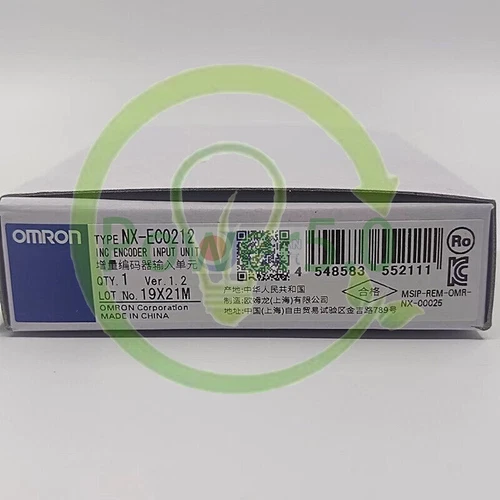 OMRON
TYPE NX-EC0212
INC ENCODER INPUT UNIT
增量编码器输入单元
QTY. 1 Ver. 1.2
LOT No. 19X21M
OMRON Corporation
MADE IN CHINA
4 548583 552111
产地:中华人民共和国
制造:欧姆龙(上海)有限公司
地址:中国(上海)自由贸易试验区金吉路789号
合格
Ro
MSIP-REM-OMR-
NX-00025